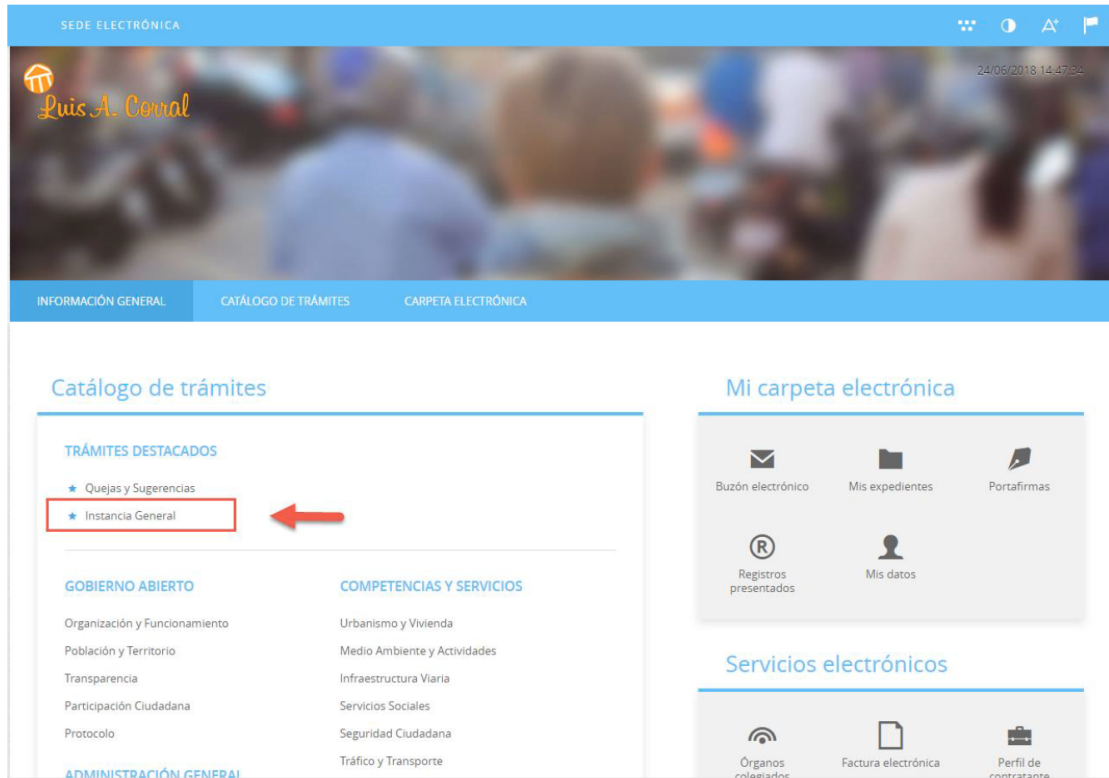 SEDE ELECTRÓNICA
A+
24/06/2018 14:47:34
Luis A. Corral
INFORMACIÓN GENERAL
CATÁLOGO DE TRÁMITES
CARPETA ELECTRÓNICA
Catálogo de trámites
TRÁMITES DESTACADOS
Quejas y Sugerencias
Instancia General
GOBIERNO ABIERTO
Organización y Funcionamiento
Población y Territorio
Transparencia
Participación Ciudadana
Protocolo
ADMINISTRACIÓN GENERAL
COMPETENCIAS Y SERVICIOS
Urbanismo y Vivienda
Medio Ambiente y Actividades
Infraestructura Viaria
Servicios Sociales
Seguridad Ciudadana
Tráfico y Transporte
Mi carpeta electrónica
Buzón electrónico
Mis expedientes
Portafirmas
R
Registros
presentados
Mis datos
Servicios electrónicos
Órganos
colegiados
Factura electrónica
Perfil de
contratante